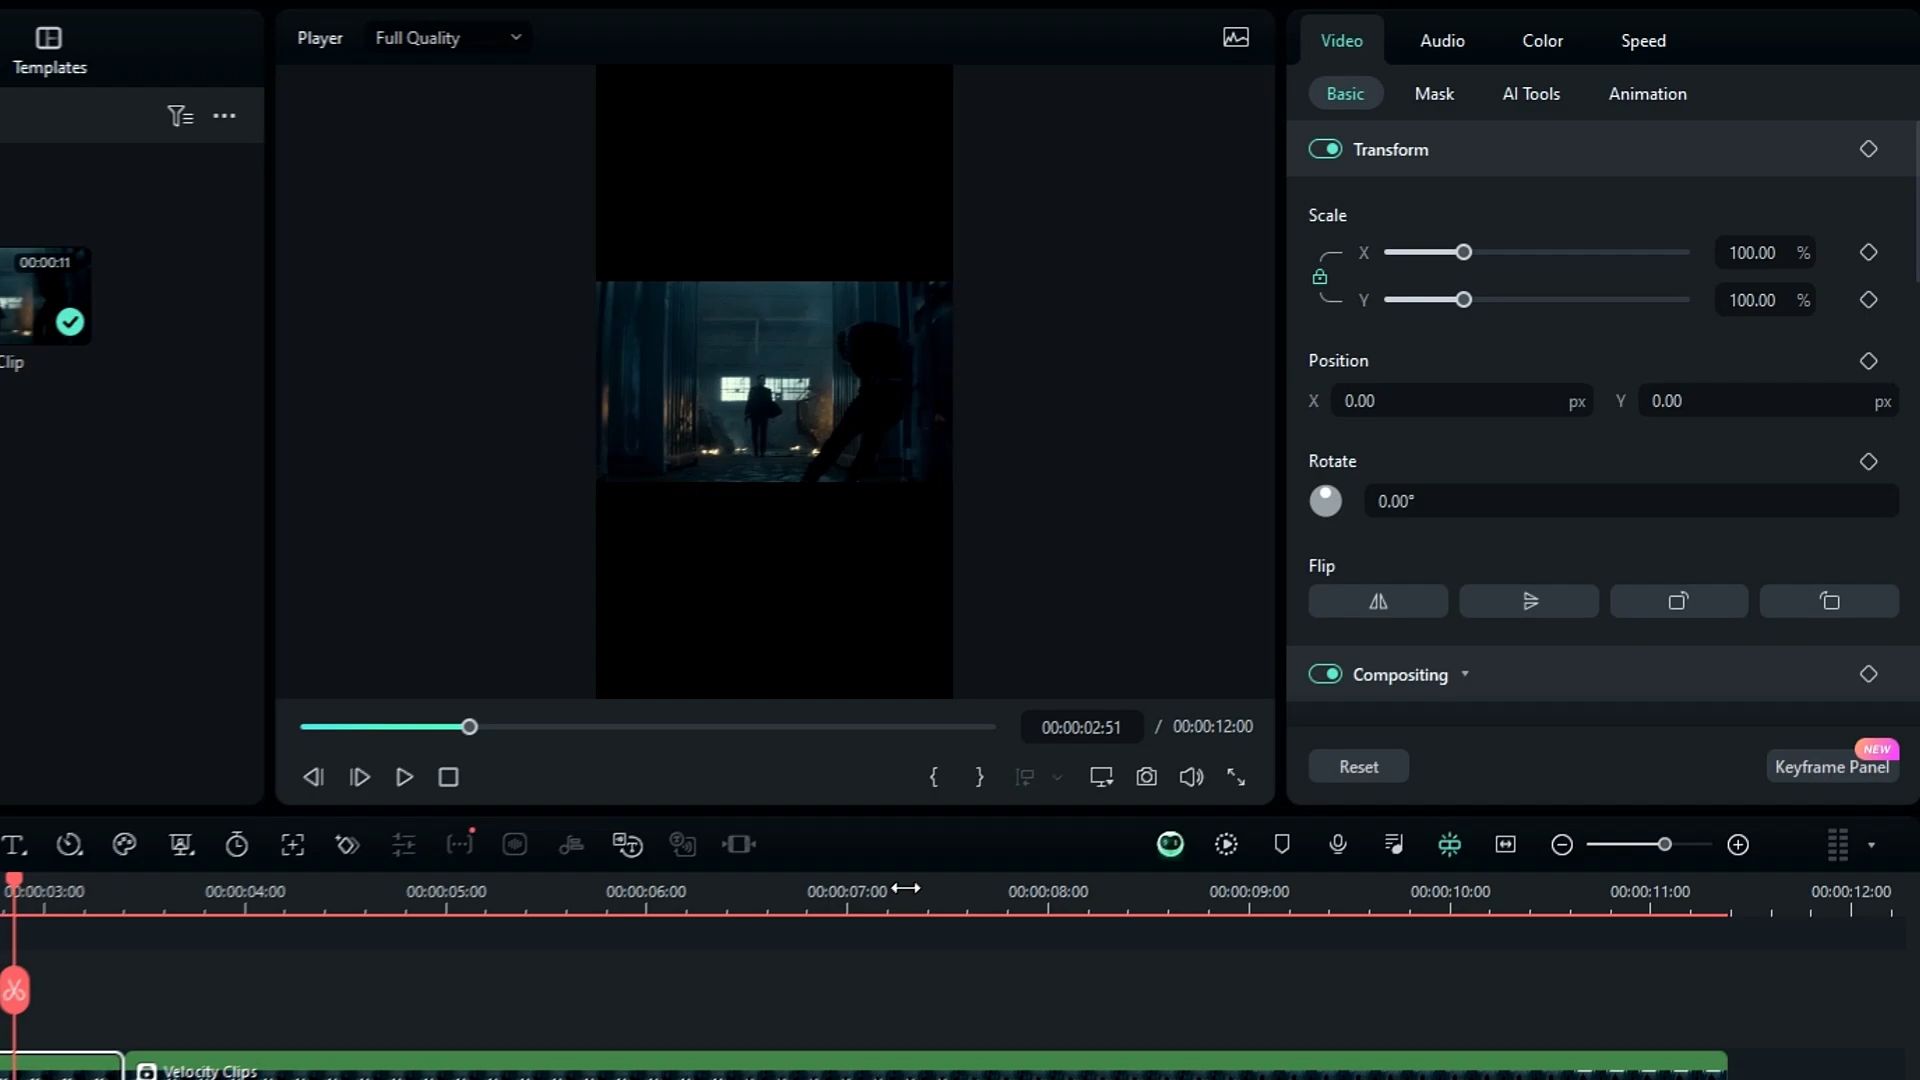 Templates
Player
Full Quality
Video
Audio
Color
Speed
Basic
Mask
AI Tools
Animation
00:00:11
Clip
Transform
Scale
X
100.00
%
Y
100.00
%
Position
X
0.00
px
Y
0.00
px
Rotate
0.00°
Flip
Compositing
00:00:02:51
/
00:00:12:00
Reset
NEW
Keyframe Panel
00:00:03:00
00:00:04:00
00:00:05:00
00:00:06:00
00:00:07:00
00:00:08:00
00:00:09:00
00:00:10:00
00:00:11:00
00:00:12:00
Velocity Clips